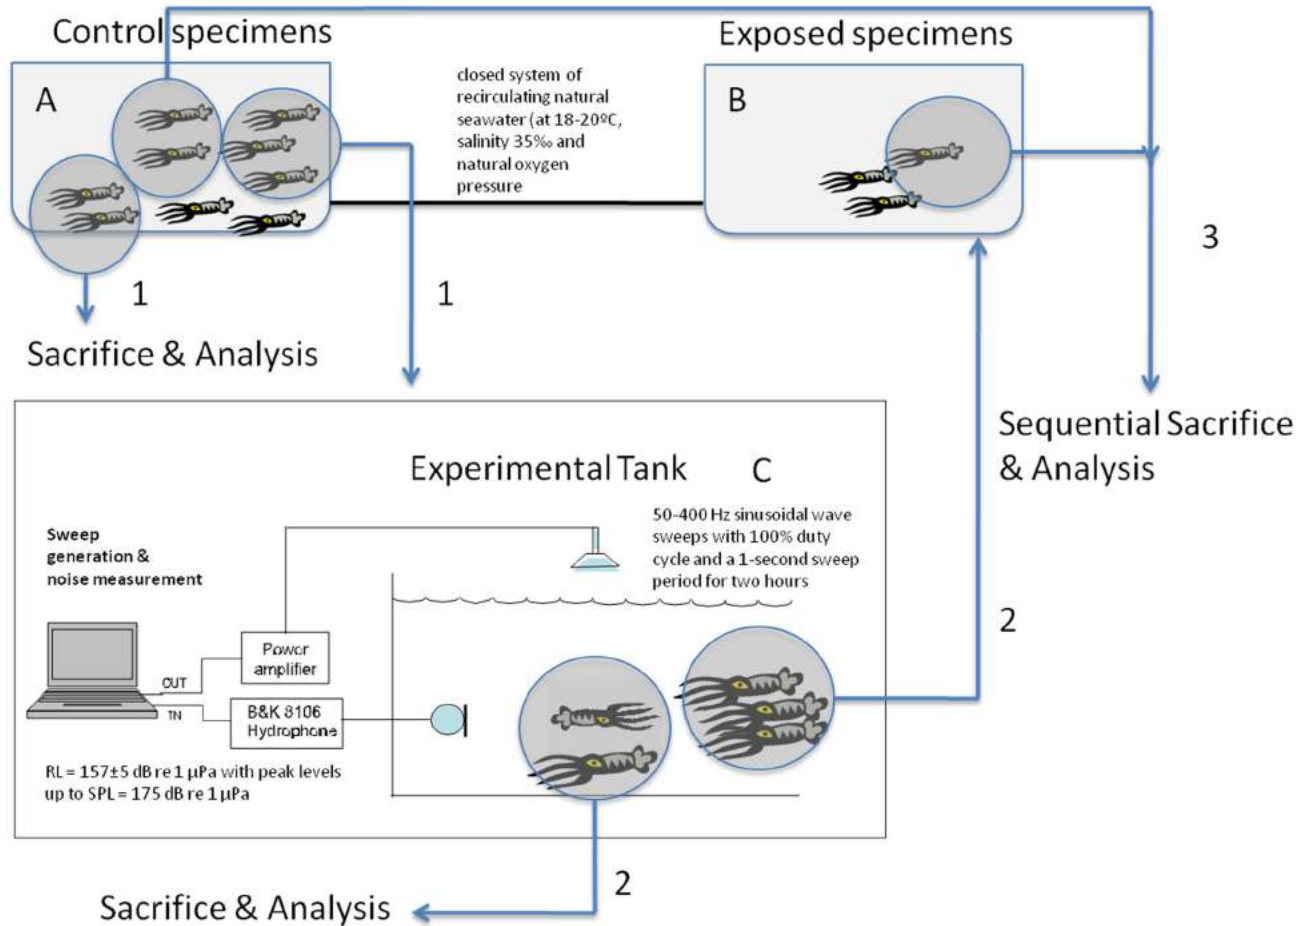 Control specimens
Exposed specimens
A
closed system of
recirculating natural
seawater (at 18-20ºC,
salinity 35‰ and
natural oxygen
pressure
B
3
1
1
Sacrifice & Analysis
Sequential Sacrifice
& Analysis
Experimental Tank
C
50-400 Hz sinusoidal wave
sweeps with 100% duty
cycle and a 1-second sweep
period for two hours
Sweep
generation &
noise measurement
2
Power
amplifier
OUT
IN
B&K 8106
Hydrophone
RL = 157±5 dB re 1 µPa with peak levels
up to SPL = 175 dB re 1 µPa
2
Sacrifice & Analysis